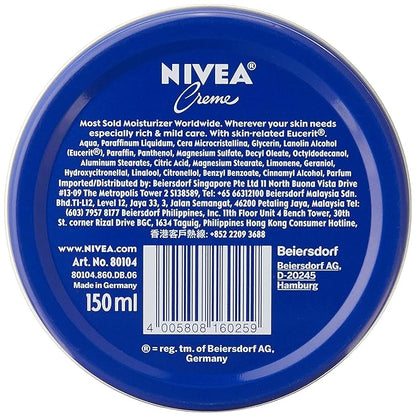 NIVEA®
Creme
Most Sold Moisturizer Worldwide. Wherever your skin needs
especially rich & mild care. With skin-related Eucerit®.
Aqua, Paraffinum Liquidum, Cera Microcristallina, Glycerin, Lanolin Alcohol
(Eucerit®), Paraffin, Panthenol, Magnesium Sulfate, Decyl Oleate, Octyldodecanol,
Aluminum Stearates, Citric Acid, Magnesium Stearate, Limonene, Geraniol,
Hydroxycitronellal, Linalool, Citronellol, Benzyl Benzoate, Cinnamyl Alcohol, Parfum
Imported/Distributed by: Beiersdorf Singapore Pte Ltd 11 North Buona Vista Drive
#13-09 The Metropolis Tower 2 S138589, Tel: +65 66312100 Beiersdorf Malaysia Sdn.
Bhd.T1-L12, Level 12, Jaya 33, 3, Jalan Semangat, 46200 Petaling Jaya, Malaysia Tel:
(603) 7957 8177 Beiersdorf Philippines, Inc. 11th Floor Unit 4 Bench Tower, 30th
St. corner Rizal Drive BGC, 1634 Taguig, Philippines Hong Kong Consumer Hotline,
香港客戶熱線: +852 2209 3688
www.NIVEA.com
Art. No. 80104
80104.860.DB.06
Made in Germany
150 ml
Beiersdorf
Beiersdorf AG,
D-20245
Hamburg
4 005808 160259
® = reg. tm. of Beiersdorf AG,
Germany